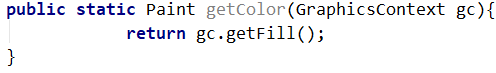 public static Paint getColor(GraphicsContext gc){
return gc.getFill();
}